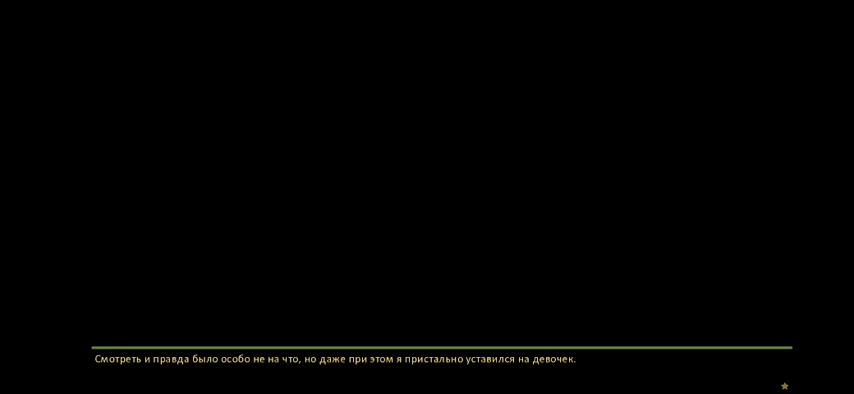 Смотреть и правда было особо не на что, но даже при этом я пристально уставился на девочек.